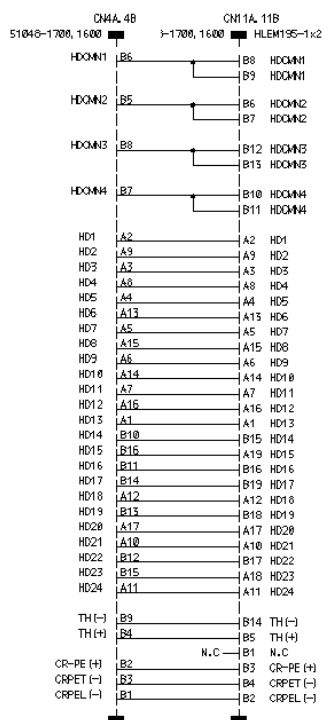 CN4A. 4B CN11A. 11B
51048-1700, 1600 )-1700, 1600 HLEM195-1x2
HDCMN1 B6 B8 HDCMN1
B9 HDCMN1
HDCMN2 B5 B6 HDCMN2
B7 HDCMN2
HDCMN3 B8 B12 HDCMN3
B13 HDCMN3
HDCMN4 B7 B10 HDCMN4
B11 HDCMN4
HD1 A2 A2 HD1
HD2 A9 A9 HD2
HD3 A3 A3 HD3
HD4 A8 A8 HD4
HD5 A4 A4 HD5
HD6 A13 A13 HD6
HD7 A5 A5 HD7
HD8 A15 A15 HD8
HD9 A6 A6 HD9
HD10 A14 A14 HD10
HD11 A7 A7 HD11
HD12 A16 A16 HD12
HD13 A1 A1 HD13
HD14 B10 B15 HD14
HD15 B16 A19 HD15
HD16 B11 B16 HD16
HD17 B14 B19 HD17
HD18 A12 A12 HD18
HD19 B13 B18 HD19
HD20 A17 A17 HD20
HD21 A10 A10 HD21
HD22 B12 B17 HD22
HD23 B15 A18 HD23
HD24 A11 A11 HD24
TH(-) B9 B14 TH(-)
TH(+) B4 B5 TH(+)
N.C B1 N.C
CR-PE(+) B2 B3 CR-PE(+)
CRPET(-) B3 B4 CRPET(-)
CRPEL(-) B1 B2 CRPEL(-)